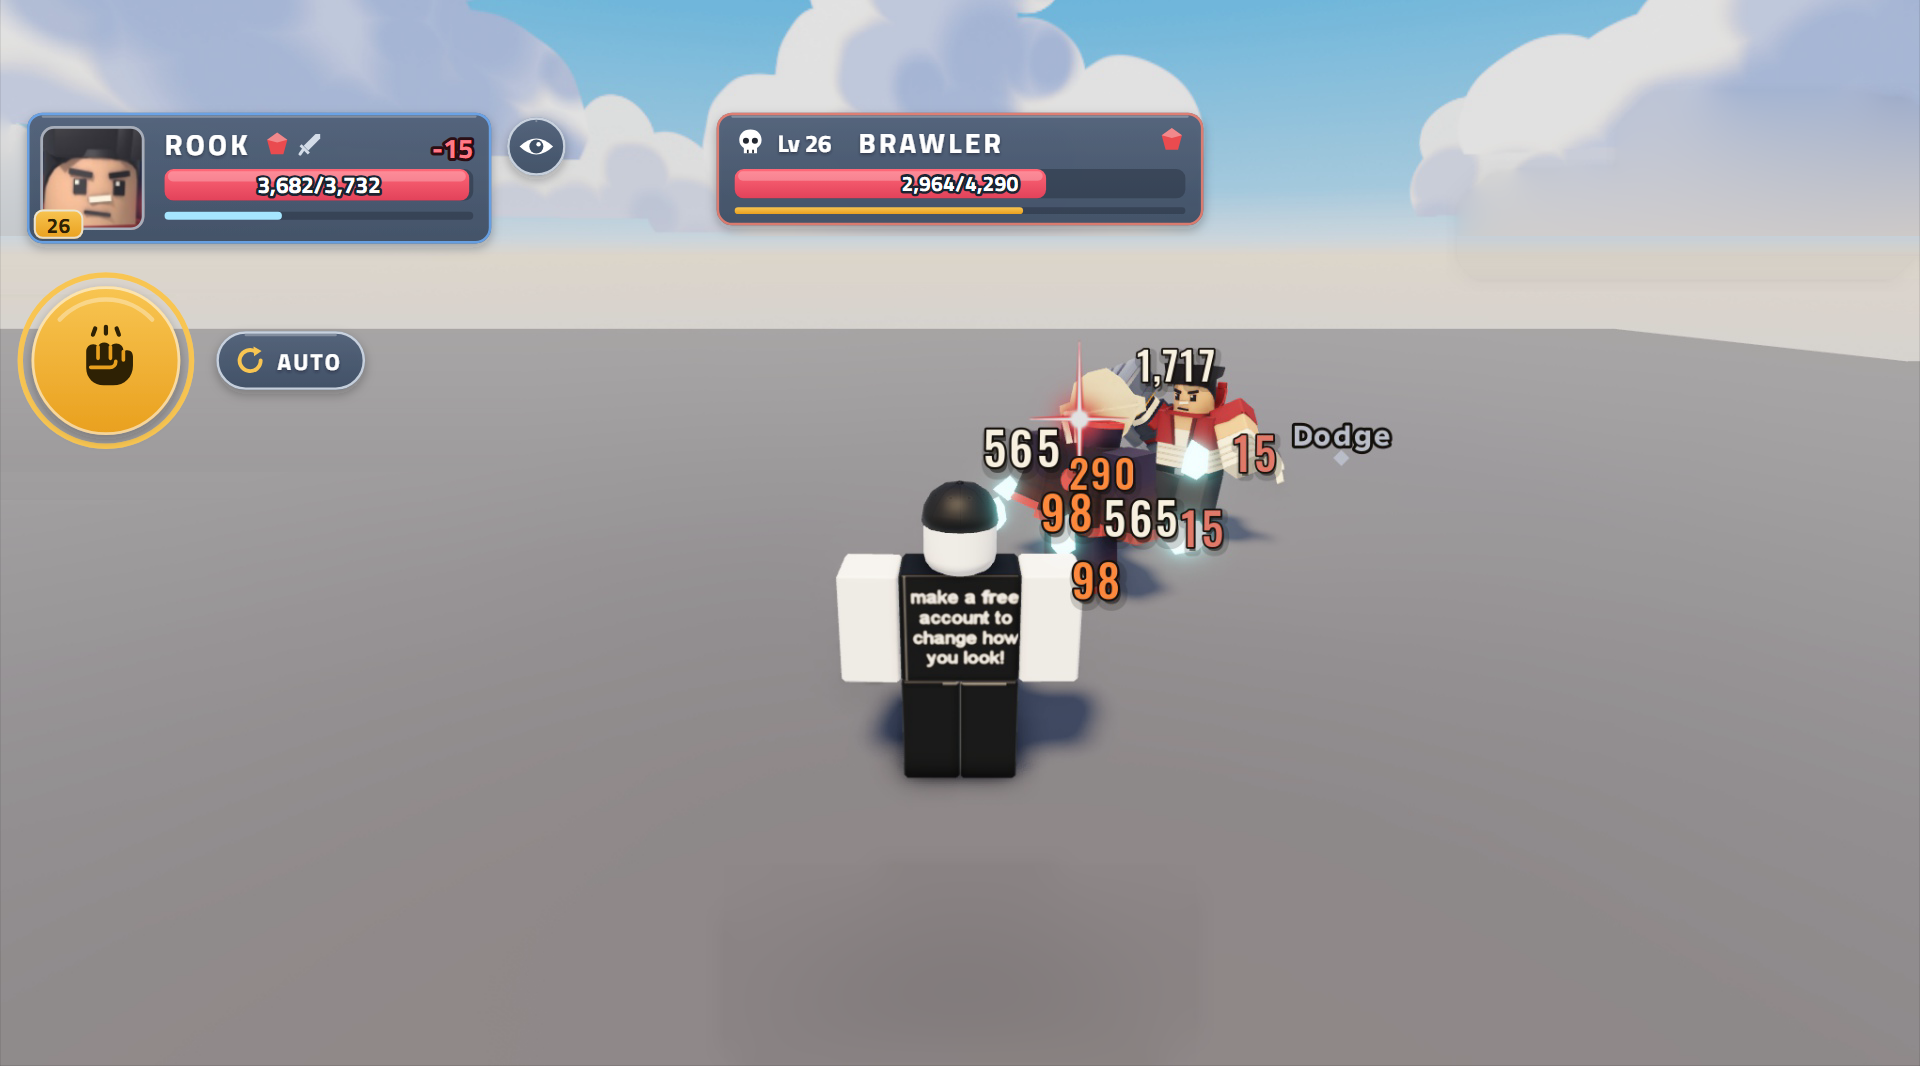 ROOK
-15
3,682/3,732
26
Lv 26 BRAWLER
2,964/4,290
AUTO
1,717
565
290
15
Dodge
98
565
15
98
make a free
account to
change how
you look!